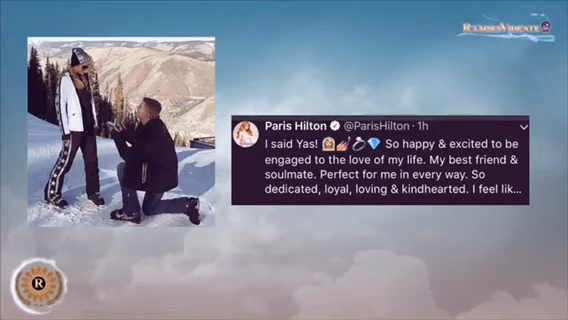 RAMSESVIDENTE
Paris Hilton @ParisHilton · 1h
I said Yas! 👰💅💍💎 So happy & excited to be
engaged to the love of my life. My best friend &
soulmate. Perfect for me in every way. So
dedicated, loyal, loving & kindhearted. I feel lik...
R